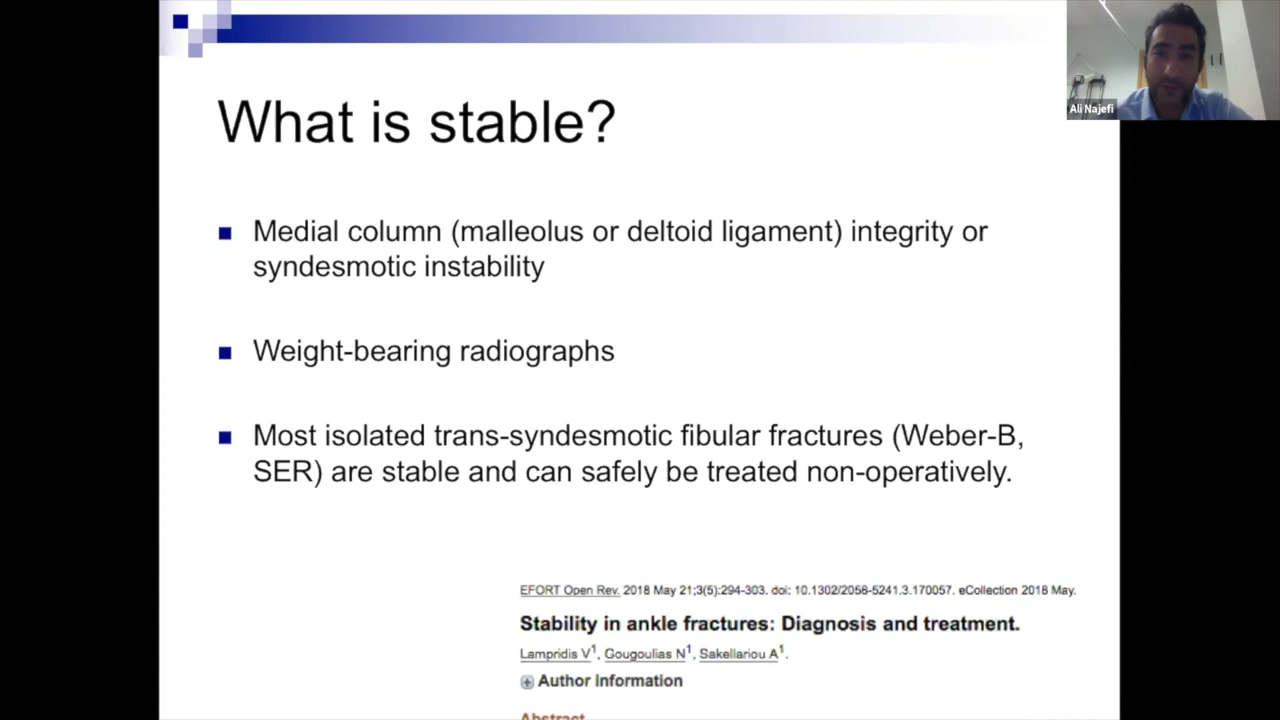 Ali Najefi
What is stable?
Medial column (malleolus or deltoid ligament) integrity or
syndesmotic instability
Weight-bearing radiographs
Most isolated trans-syndesmotic fibular fractures (Weber-B,
SER) are stable and can safely be treated non-operatively.
EFORT Open Rev. 2018 May 21;3(5):294-303. doi: 10.1302/2058-5241.3.170057. eCollection 2018 May.
Stability in ankle fractures: Diagnosis and treatment.
Lampridis V1, Gougoulias N1, Sakellariou A1.
Author information
Abstract